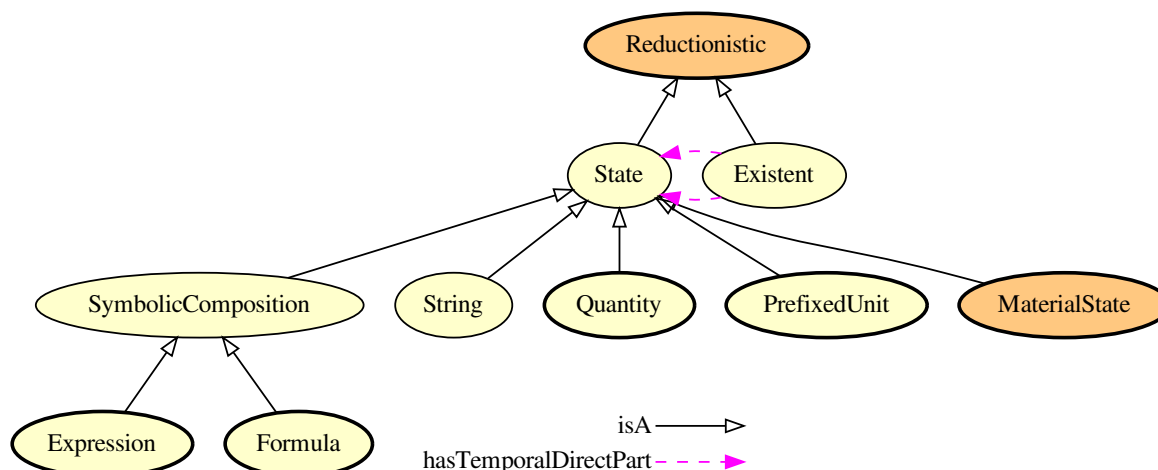 Reductionistic
State
Existent
SymbolicComposition
String
Quantity
PrefixedUnit
MaterialState
Expression
Formula
isA
hasTemporalDirectPart